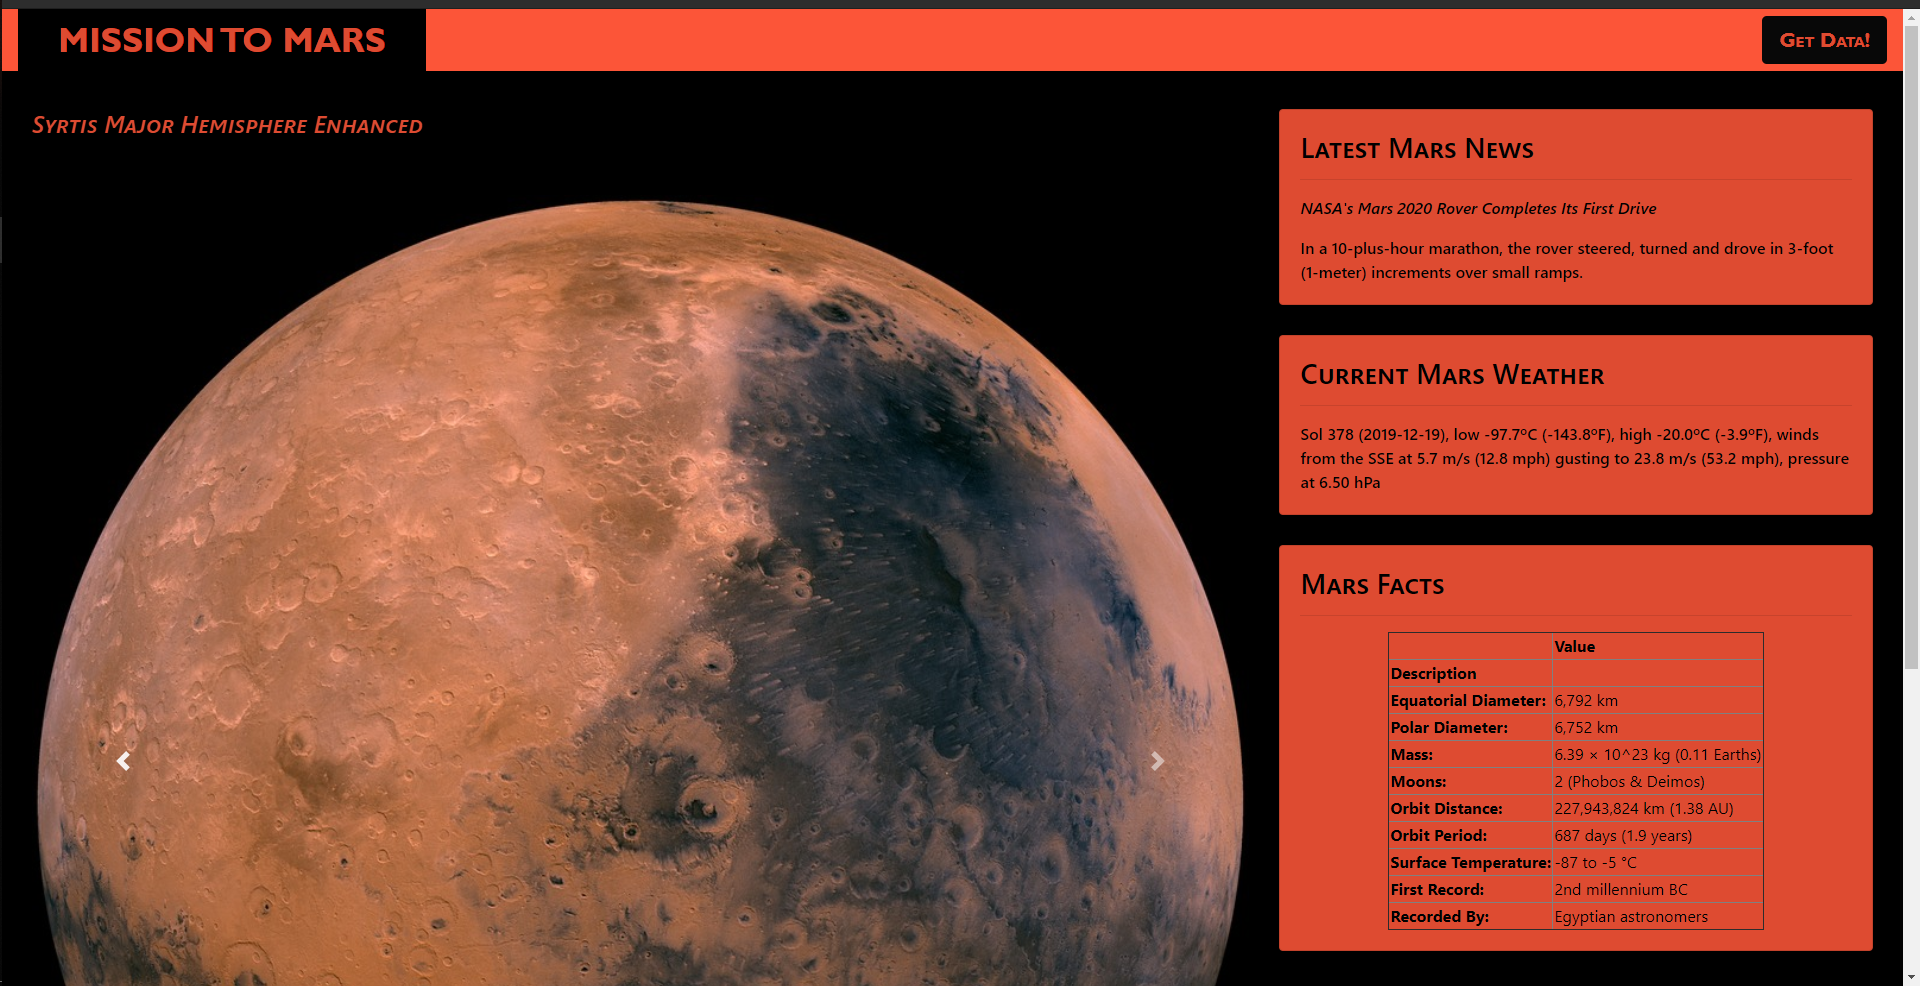 MISSION TO MARS
Get Data!
Syrtis Major Hemisphere Enhanced
Latest Mars News
NASA's Mars 2020 Rover Completes Its First Drive
In a 10-plus-hour marathon, the rover steered, turned and drove in 3-foot
(1-meter) increments over small ramps.
Current Mars Weather
Sol 378 (2019-12-19), low -97.7ºC (-143.8ºF), high -20.0ºC (-3.9ºF), winds
from the SSE at 5.7 m/s (12.8 mph) gusting to 23.8 m/s (53.2 mph), pressure
at 6.50 hPa
Mars Facts
Value
Description
Equatorial Diameter: 6,792 km
Polar Diameter: 6,752 km
Mass: 6.39 × 10^23 kg (0.11 Earths)
Moons: 2 (Phobos & Deimos)
Orbit Distance: 227,943,824 km (1.38 AU)
Orbit Period: 687 days (1.9 years)
Surface Temperature: -87 to -5 °C
First Record: 2nd millennium BC
Recorded By: Egyptian astronomers